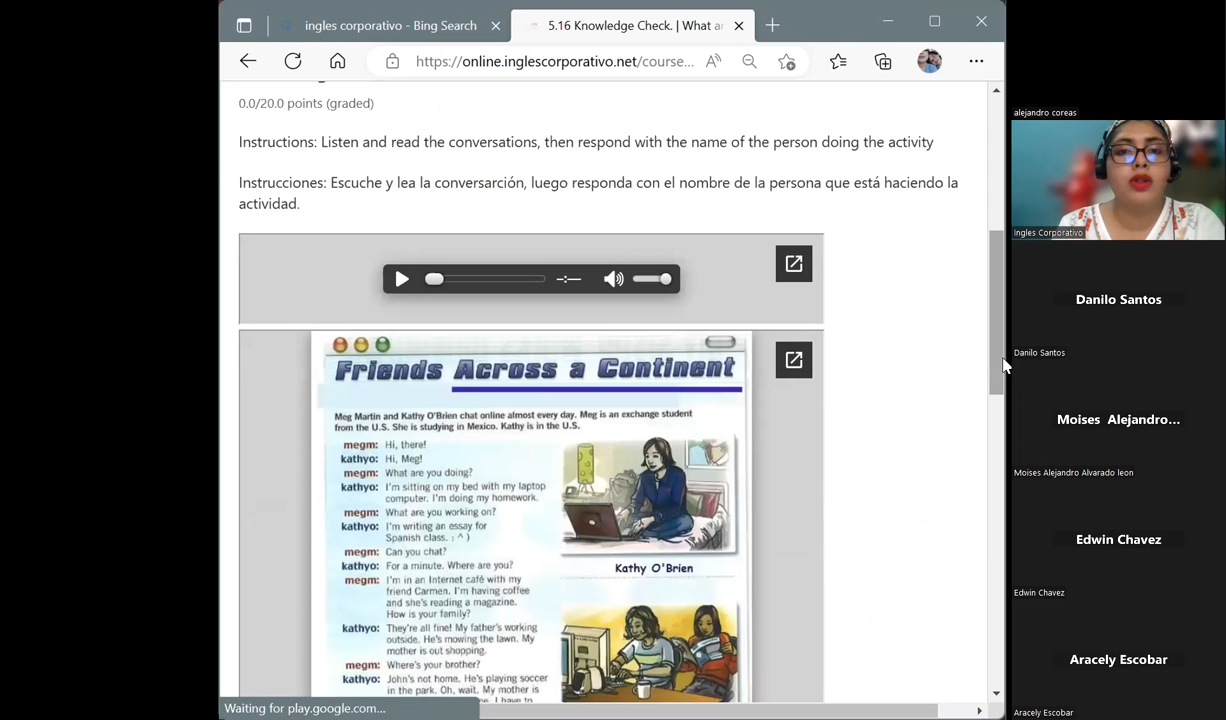 ingles corporativo - Bing Search
5.16 Knowledge Check. | What ar
https://online.inglescorporativo.net/course...
0.0/20.0 points (graded)
Instructions: Listen and read the conversations, then respond with the name of the person doing the activity
Instrucciones: Escuche y lea la conversarción, luego responda con el nombre de la persona que está haciendo la
actividad.
-:--
Friends Across a Continent
Meg Martin and Kathy O'Brien chat online almost every day. Meg is an exchange student
from the U.S. She is studying in Mexico. Kathy is in the U.S.
megm: Hi, there!
kathyo: Hi, Meg!
megm: What are you doing?
kathyo: I'm sitting on my bed with my laptop
computer. I'm doing my homework.
megm: What are you working on?
kathyo: I'm writing an essay for
Spanish class. : ^ )
megm: Can you chat?
kathyo: For a minute. Where are you?
megm: I'm in an Internet café with my
friend Carmen. I'm having coffee
and she's reading a magazine.
How is your family?
kathyo: They're all fine! My father's working
outside. He's mowing the lawn. My
mother is out shopping.
megm: Where's your brother?
kathyo: John's not home. He's playing soccer
in the park. Oh, wait. My mother is
Kathy O'Brien
Waiting for play.google.com...
alejandro coreas
Ingles Corporativo
Danilo Santos
Danilo Santos
Moises Alejandro...
Moises Alejandro Alvarado leon
Edwin Chavez
Edwin Chavez
Aracely Escobar
Aracely Escobar